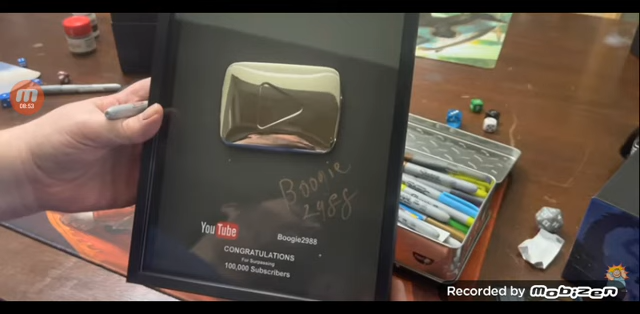 08:53
Boogie
2988
YouTube
Boogie2988
CONGRATULATIONS
For Surpassing
100,000 Subscribers
Recorded by Mobizen